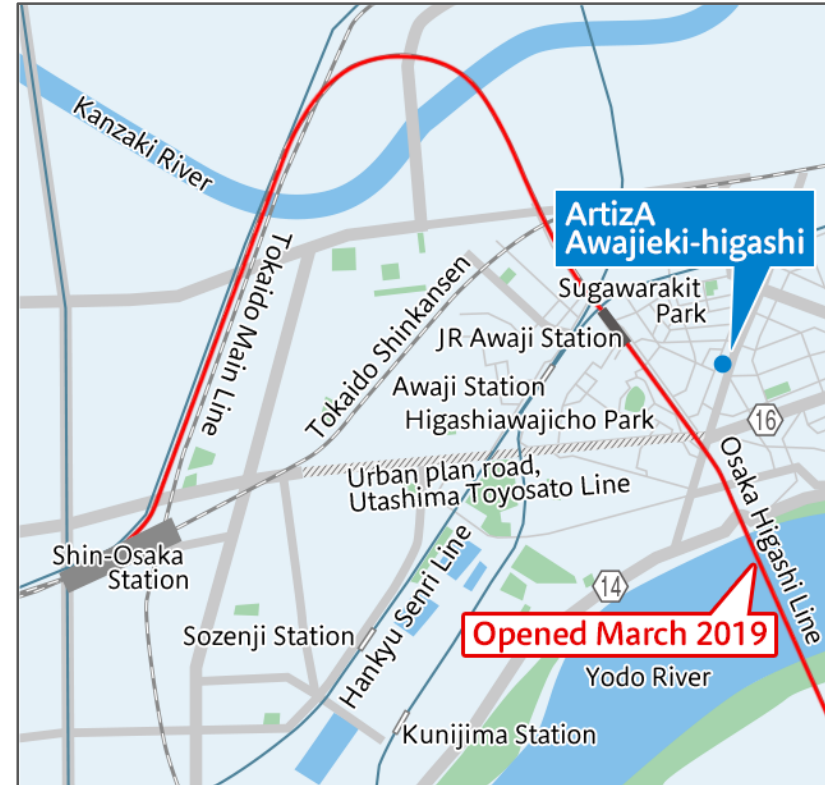 Kanzaki River
Tokaido Main Line
ArtizA
Awajieki-higashi
Sugawarakit
Park
Tokaido Shinkansen
JR Awaji Station
Awaji Station
Higashiawajicho Park
16
Urban plan road,
Utashima Toyosato Line
Osaka Higashi Line
Shin-Osaka
Station
14
Hankyu Senri Line
Opened March 2019
Sozenji Station
Yodo River
Kunijima Station